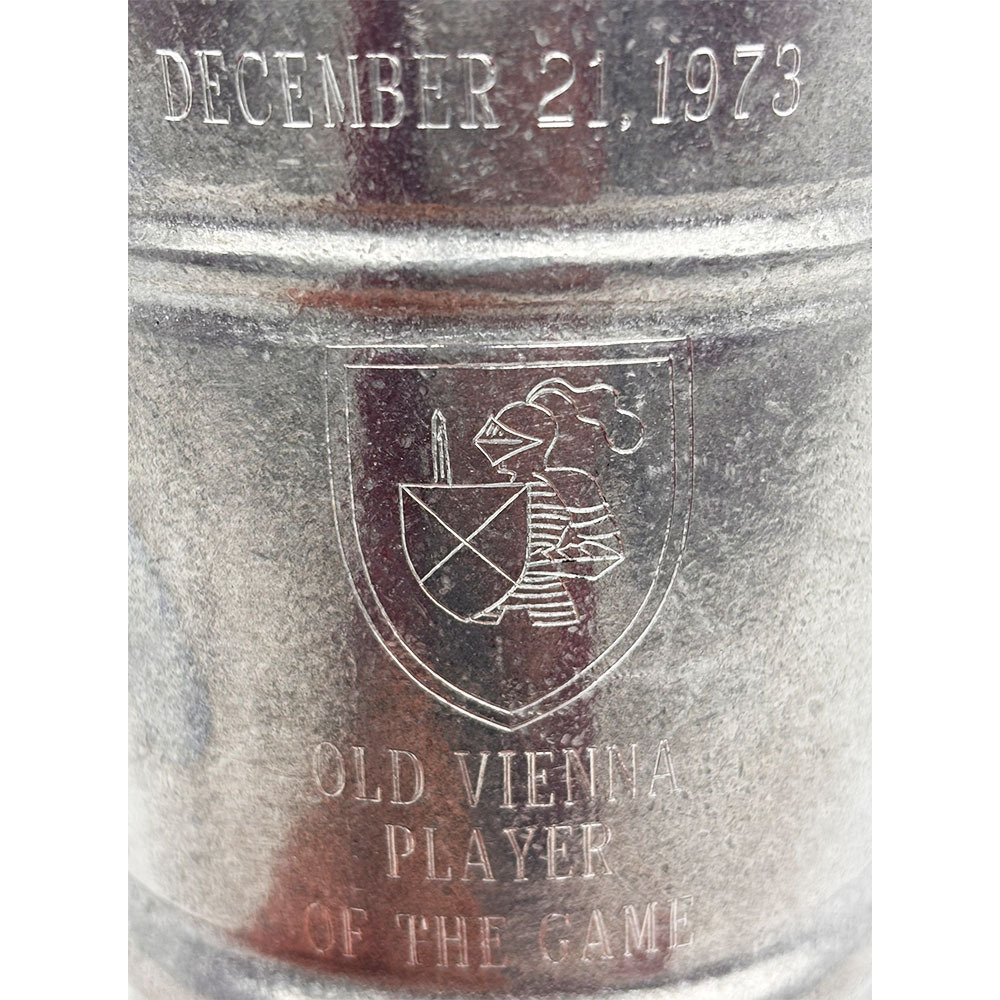 DECEMBER 21, 1973
OLD VIENNA
PLAYER
OF THE GAME